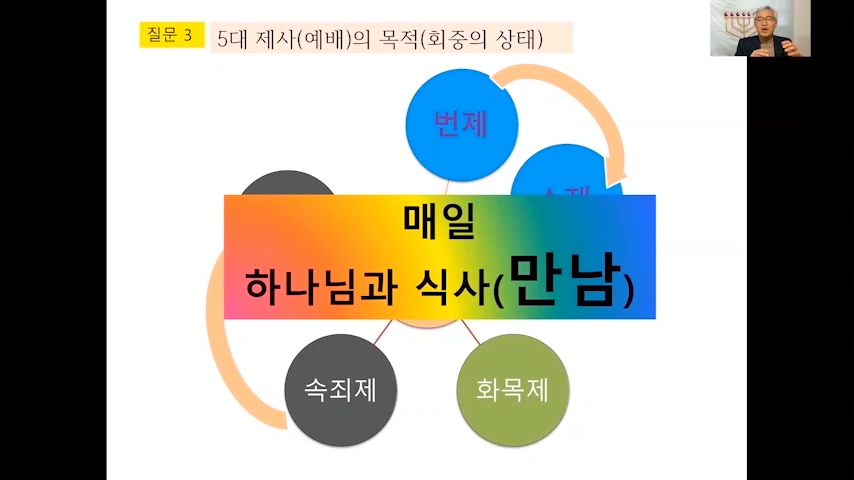 질문 3
5대 제사(예배)의 목적(회중의 상태)
번제
매일
하나님과 식사(만남)
속죄제
화목제